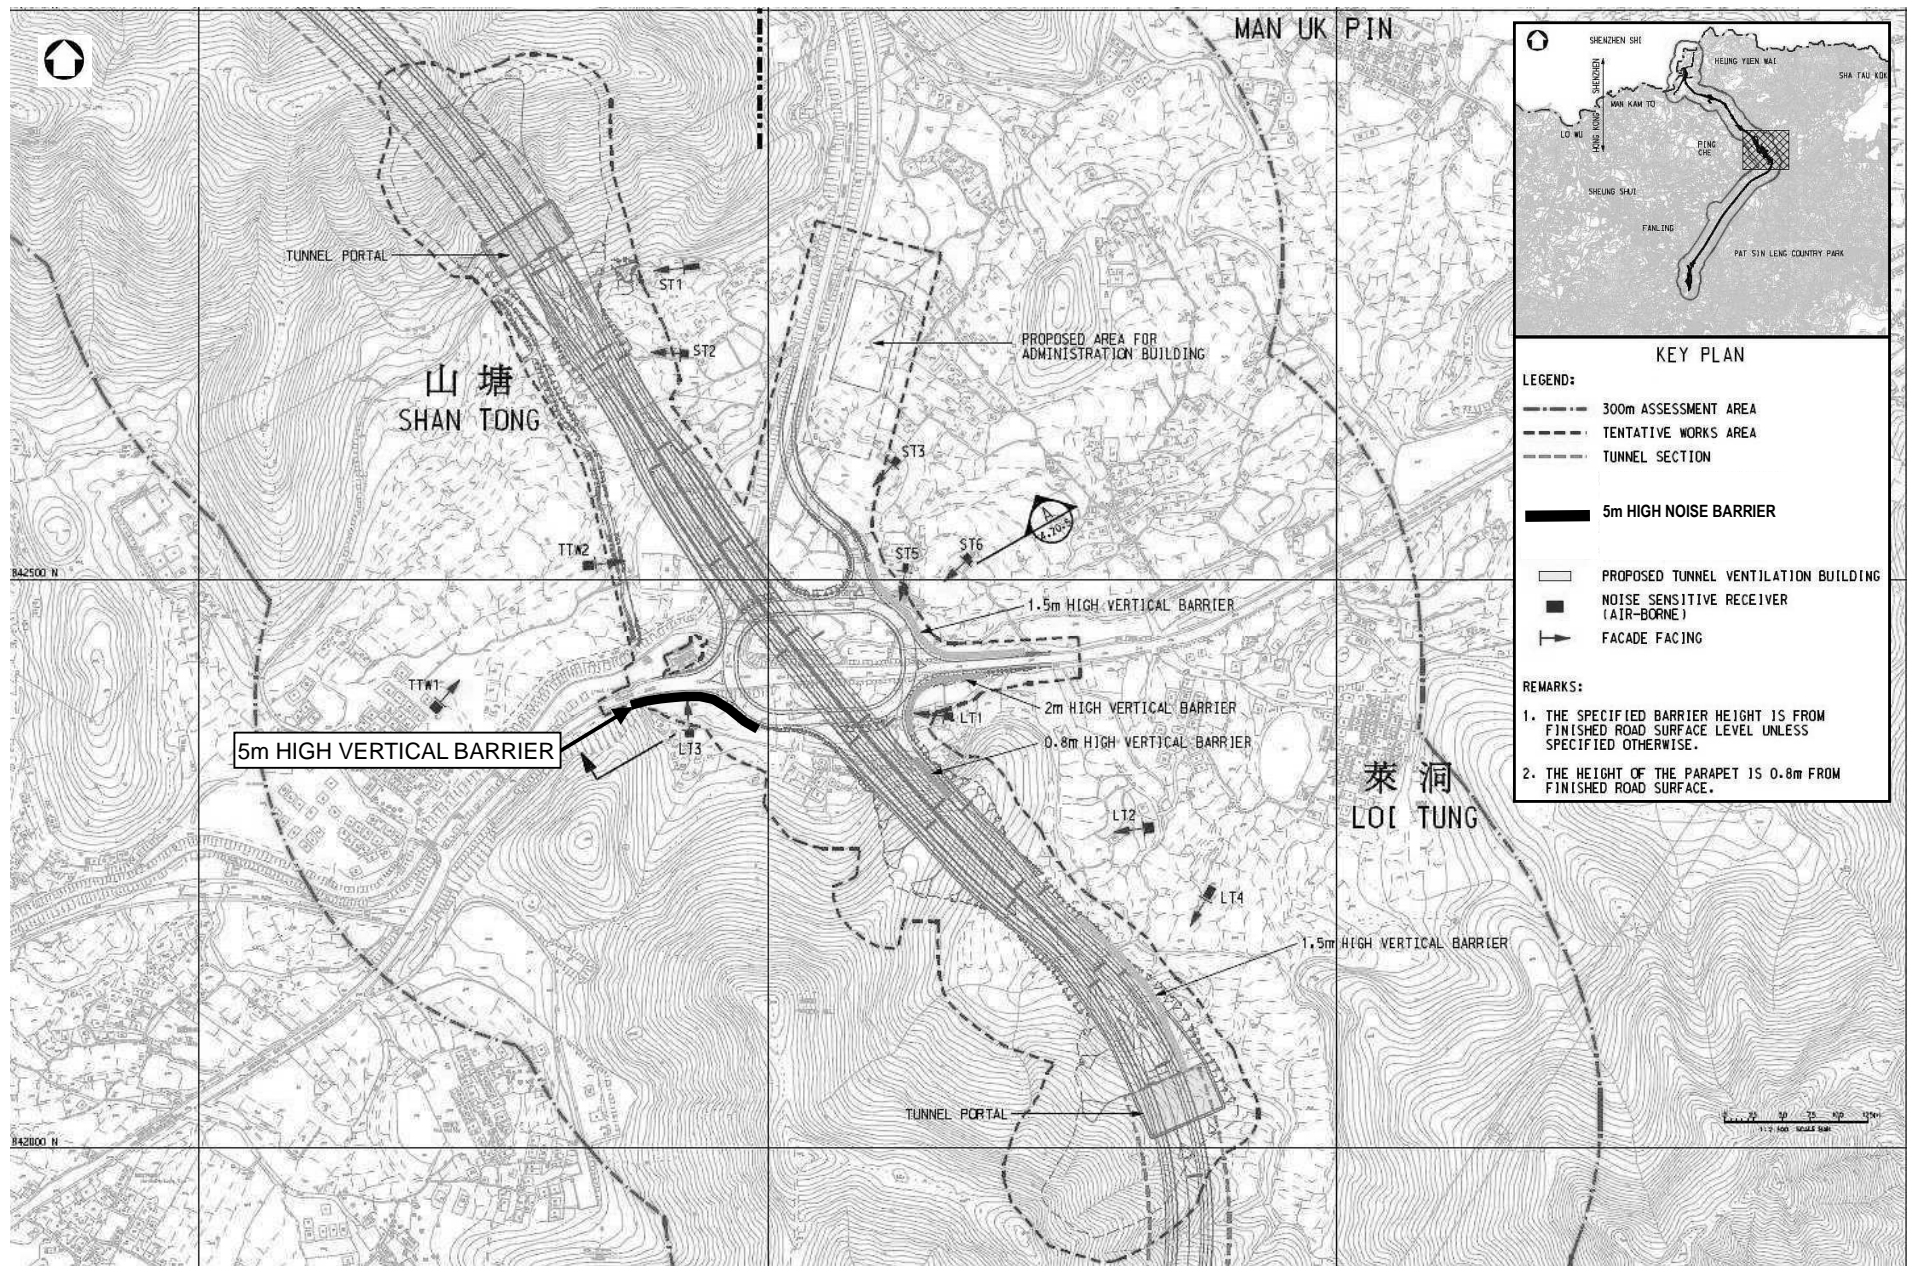 MAN UK PIN
TUNNEL PORTAL
ST1
ST2
PROPOSED AREA FOR
ADMINISTRATION BUILDING
山塘
SHAN TONG
ST3
A
4.20.5
TTW2
ST5
ST6
842500 N
1.5m HIGH VERTICAL BARRIER
TTW1
LT1
2m HIGH VERTICAL BARRIER
5m HIGH VERTICAL BARRIER
LT3
0.8m HIGH VERTICAL BARRIER
萊洞
LOI TUNG
LT2
LT4
1.5m HIGH VERTICAL BARRIER
TUNNEL PORTAL
842000 N
SHENZHEN SHI
HEUNG YUEN WAI
SHA TAU KOK
SHENZHEN
HONG KONG
MAN KAM TO
LO WU
PING
CHE
SHEUNG SHUI
FANLING
PAT SIN LENG COUNTRY PARK
KEY PLAN
LEGEND:
300m ASSESSMENT AREA
TENTATIVE WORKS AREA
TUNNEL SECTION
5m HIGH NOISE BARRIER
PROPOSED TUNNEL VENTILATION BUILDING
NOISE SENSITIVE RECEIVER
(AIR-BORNE)
FACADE FACING
REMARKS:
1. THE SPECIFIED BARRIER HEIGHT IS FROM
FINISHED ROAD SURFACE LEVEL UNLESS
SPECIFIED OTHERWISE.
2. THE HEIGHT OF THE PARAPET IS 0.8m FROM
FINISHED ROAD SURFACE.